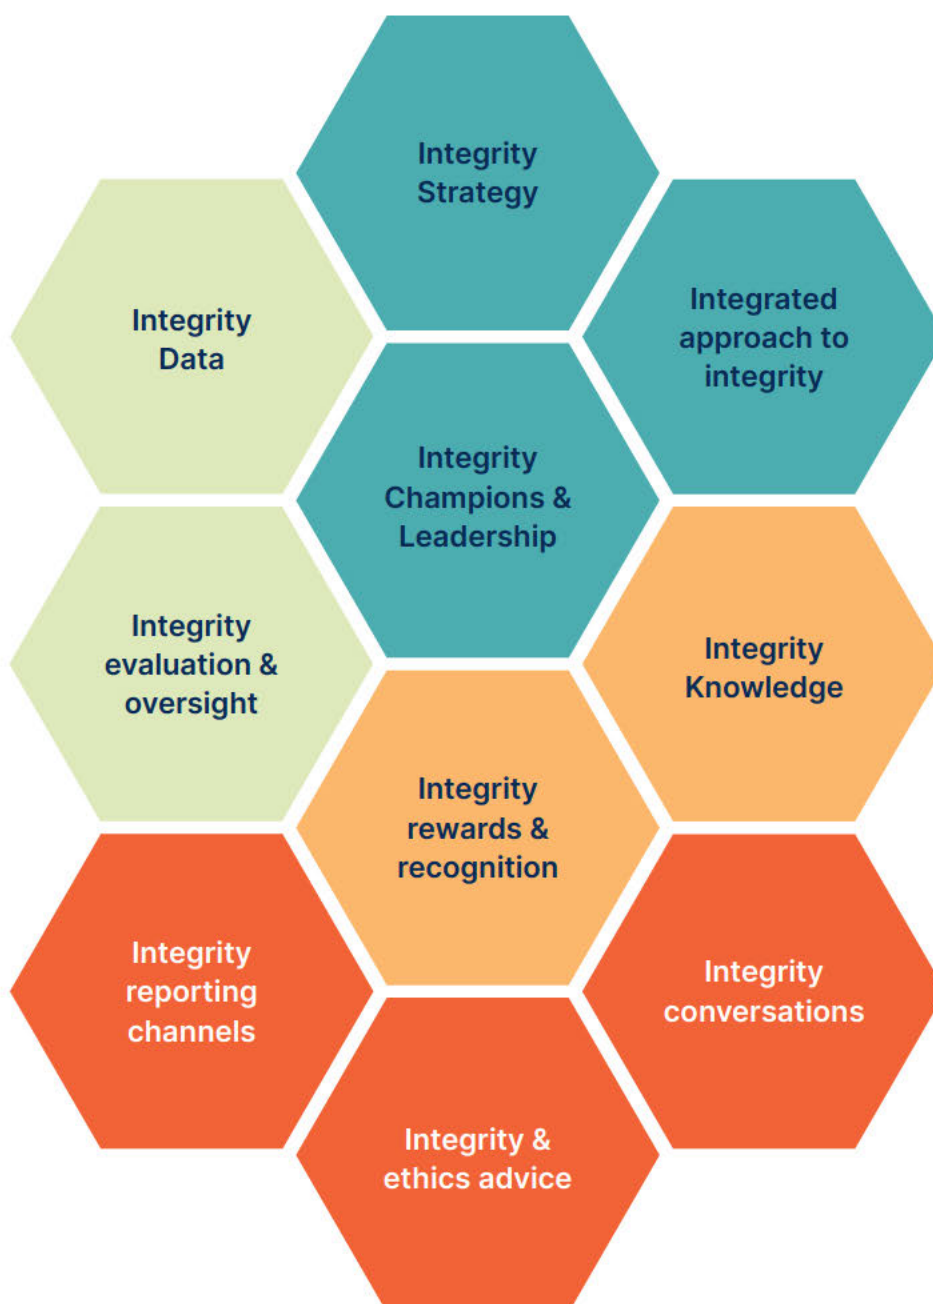 Integrity
Strategy
Integrity
Data
Integrated
approach to
integrity
Integrity
Champions &
Leadership
Integrity
evaluation &
oversight
Integrity
Knowledge
Integrity
rewards &
recognition
Integrity
reporting
channels
Integrity
conversations
Integrity &
ethics advice